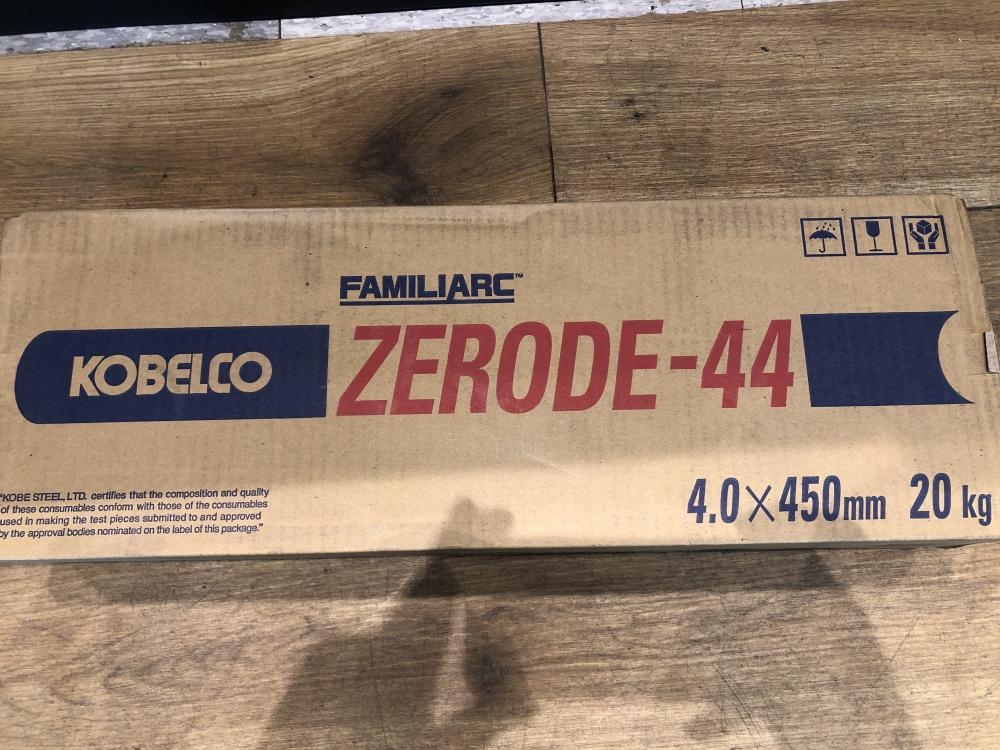 FAMILIARC™
KOBELCO
ZERODE-44
"KOBE STEEL, LTD. certifies that the composition and quality
of these consumables conform with those of the consumables
used in making the test pieces submitted to and approved
by the approval bodies nominated on the label of this package."
4.0×450mm 20 kg